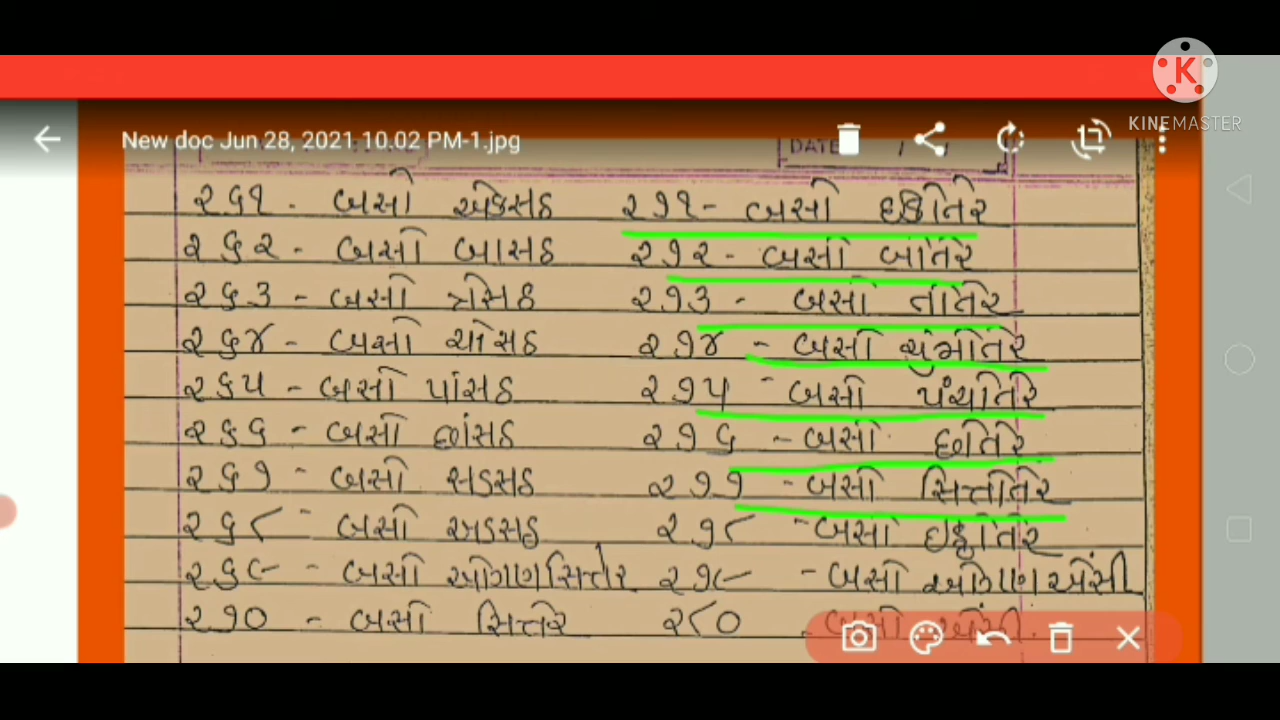 KINEMASTER
New doc Jun 28, 2021 10.02 PM-1.jpg
DATE / /
૨૬૧ - બસો એકસઠ ૨૭૧ - બસો ઇકોતેર
૨૬૨ - બસો બાસઠ ૨૭૨ - બસો બોતેર
૨૬૩ - બસો ત્રેસઠ ૨૭૩ - બસો તોતેર
૨૬૪ - બસો ચોસઠ ૨૭૪ - બસો ચુંમોતેર
૨૬૫ - બસો પાંસઠ ૨૭૫ - બસો પંચોતેર
૨૬૬ - બસો છાંસઠ ૨૭૬ - બસો છોતેર
૨૬૭ - બસો સડસઠ ૨૭૭ - બસો સિત્તોતેર
૨૬૮ - બસો અડસઠ ૨૭૮ - બસો
૨૬૯ - બસો ઓગણસિત્તેર ૨૭૯ - બસો ઓગણએંસી
૨૭૦ - બસો સિત્તેર ૨૮૦ - બસો